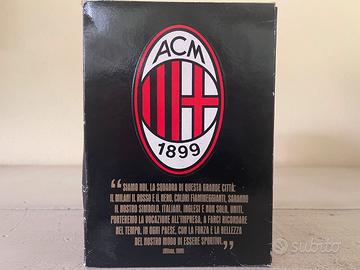 ACM
1899
“SIAMO NOI, LA SQUADRA DI QUESTA GRANDE CITTÀ.
IL MILAN! IL ROSSO E IL NERO, COLORI FIAMMEGGIANTI, SARANNO
IL NOSTRO SIMBOLO. ITALIANI, INGLESI E NON SOLO, UNITI,
PORTEREMO LA VOCAZIONE ALL'IMPRESA, A FARCI RICORDARE
NEL TEMPO, IN OGNI PAESE, CON LA FORZA E LA BELLEZZA
DEL NOSTRO MODO DI ESSERE SPORTIVI.”
subito